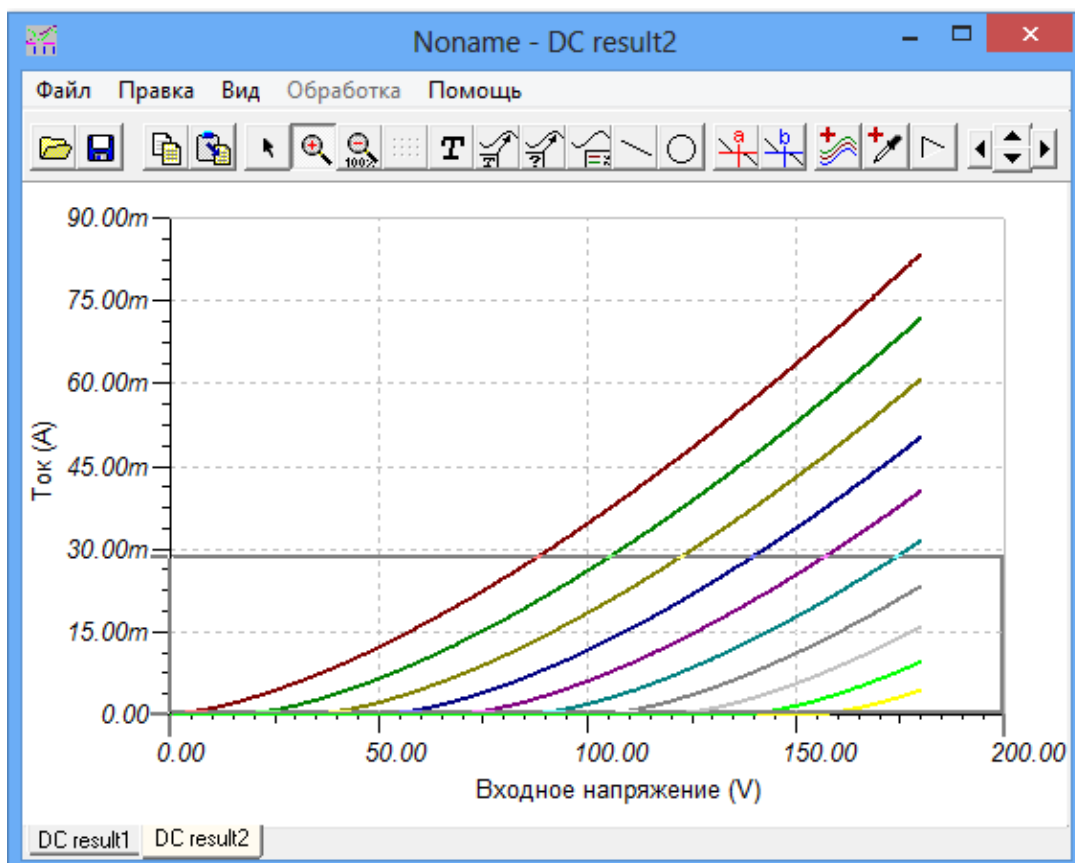 Noname - DC result2
Файл Правка Вид Обработка Помощь
100%
T
T
?
a
b
90.00m
75.00m
60.00m
45.00m
30.00m
15.00m
0.00
Ток (A)
0.00 50.00 100.00 150.00 200.00
Входное напряжение (V)
DC result1 DC result2